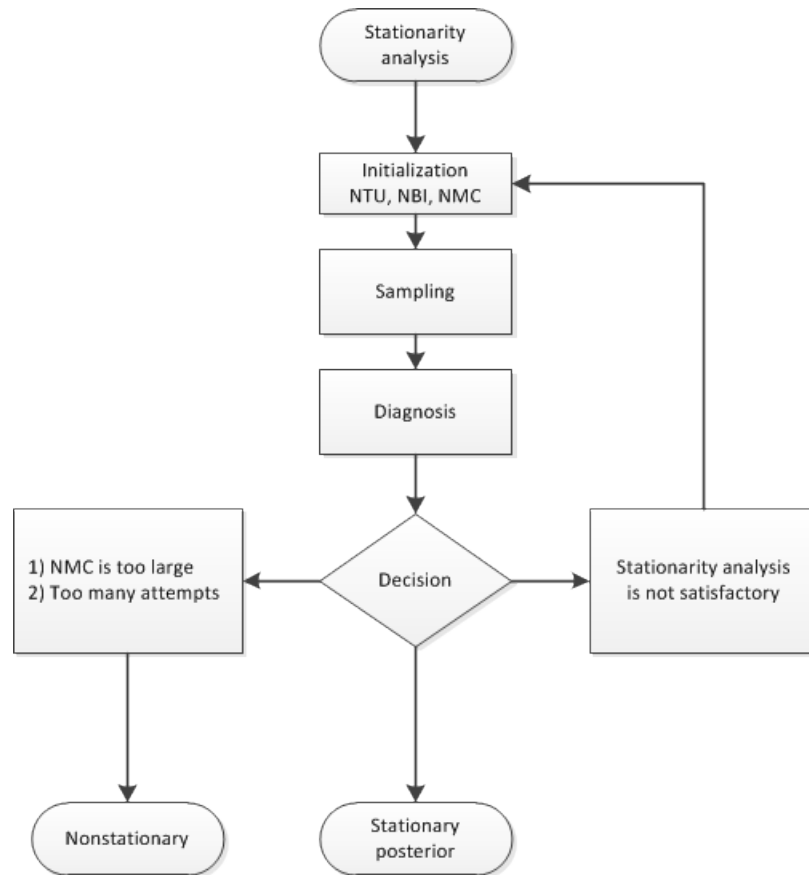 Stationarity
analysis
Initialization
NTU, NBI, NMC
Sampling
Diagnosis
1) NMC is too large
2) Too many attempts
Decision
Stationarity analysis
is not satisfactory
Nonstationary
Stationary
posterior